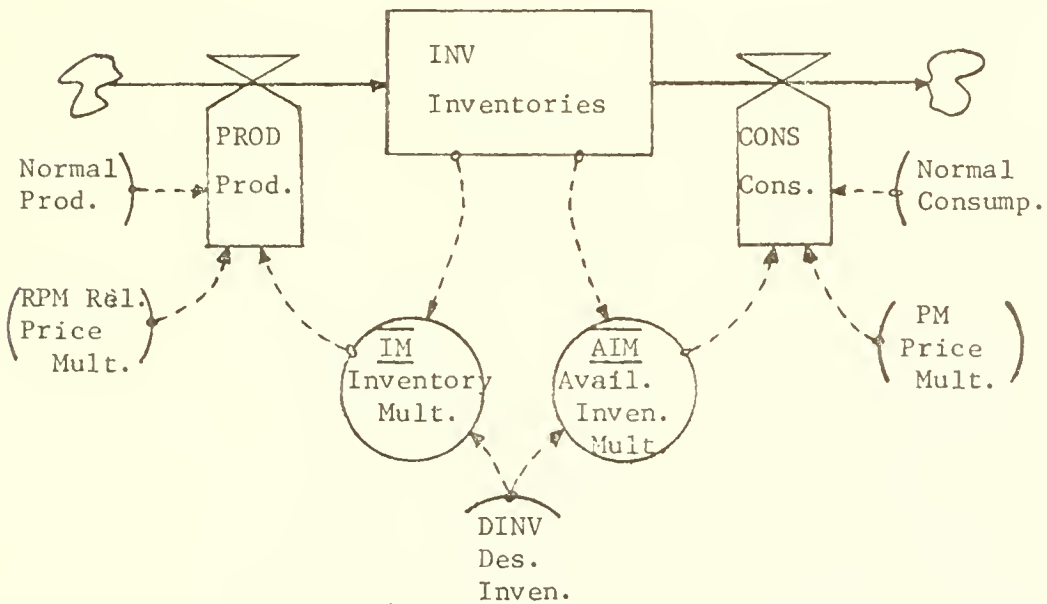 INV
Inventories
PROD
Prod.
CONS
Cons.
Normal
Prod.
Normal
Consump.
RPM Rel.
Price
Mult.
IM
Inventory
Mult.
AIM
Avail.
Inven.
Mult.
PM
Price
Mult.
DINV
Des.
Inven.